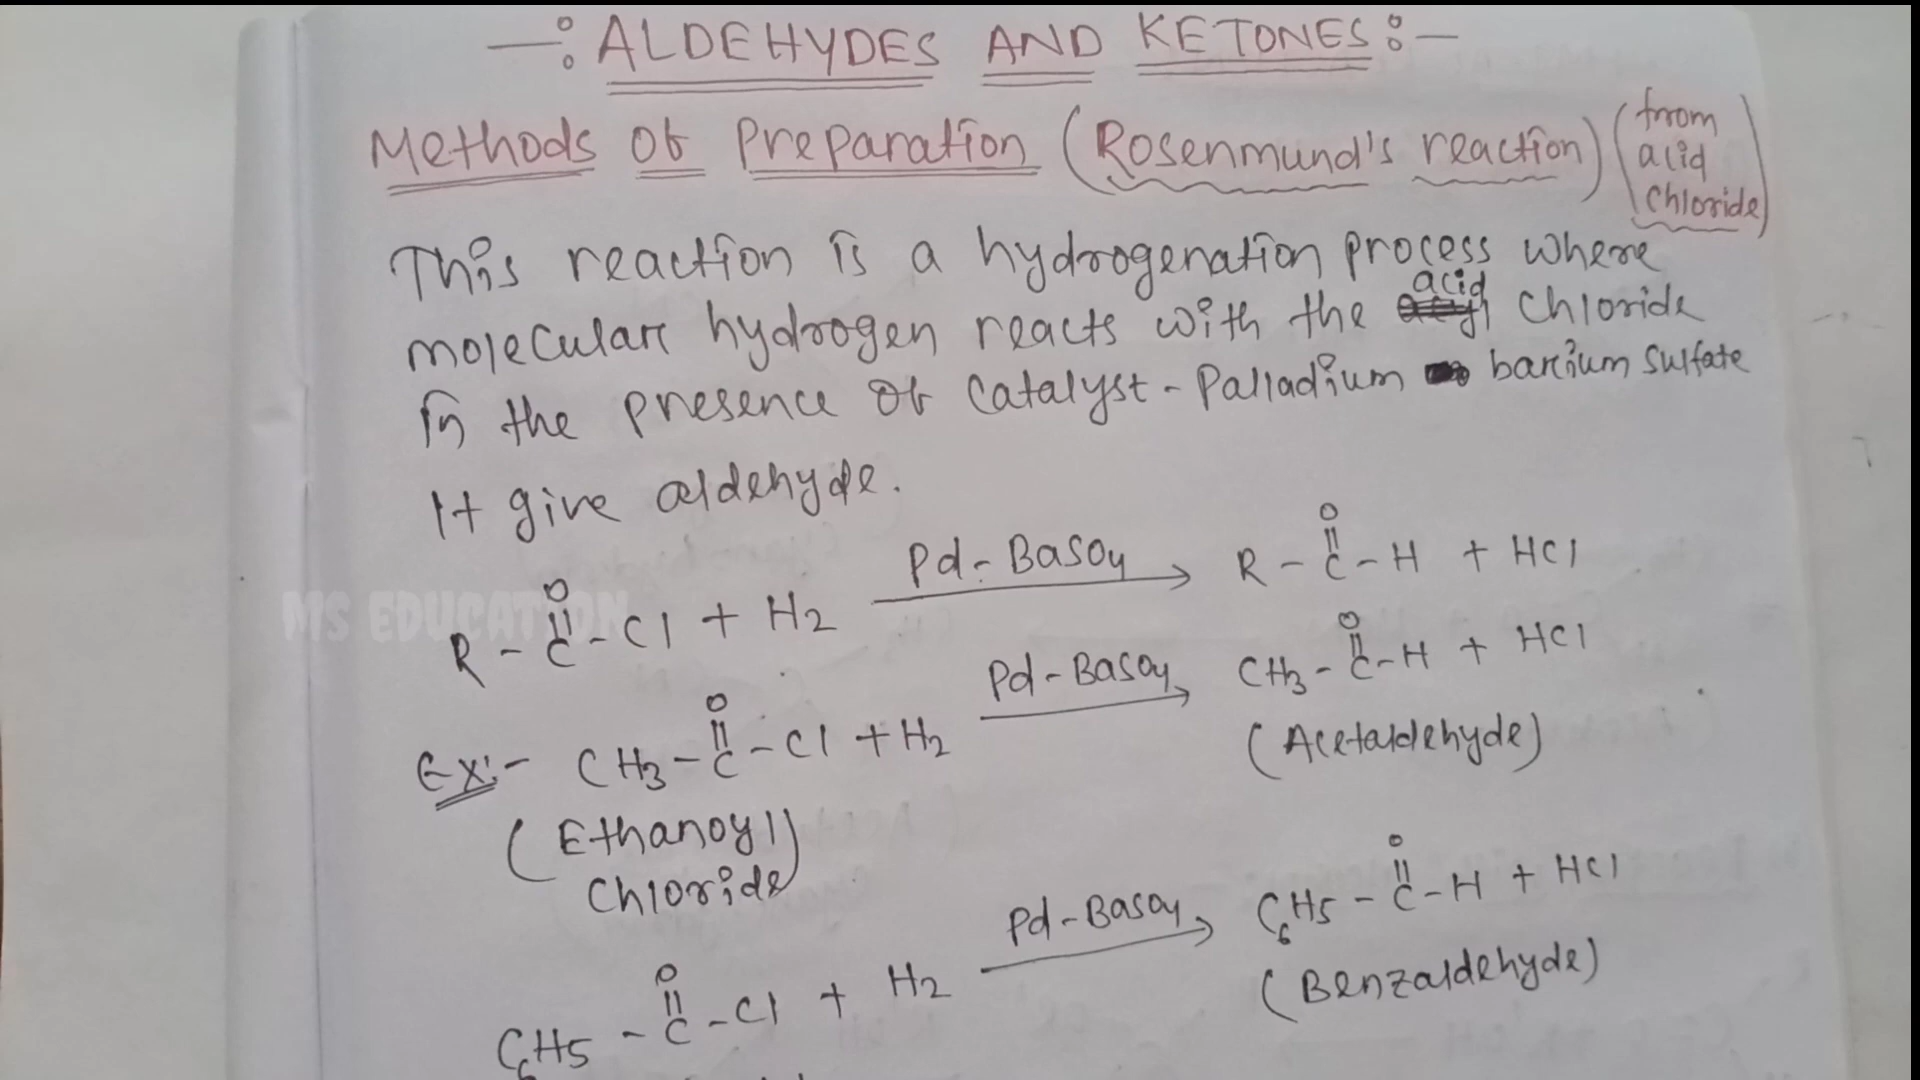 —: ALDEHYDES AND KETONES :—
Methods of Preparation (Rosenmund's reaction) (from acid chloride)
This reaction is a hydrogenation process where
molecular hydrogen reacts with the acid chloride
in the presence of catalyst - Palladium barium sulfate
It give aldehyde.
R - C(=O) - Cl + H2 Pd - BaSO4 → R - C(=O) - H + HCl
MS EDUCATION
Ex:- CH3 - C(=O) - Cl + H2 Pd - BaSO4 → CH3 - C(=O) - H + HCl
(Ethanoyl chloride) (Acetaldehyde)
C6H5 - C(=O) - Cl + H2 Pd - BaSO4 → C6H5 - C(=O) - H + HCl
(Benzaldehyde)